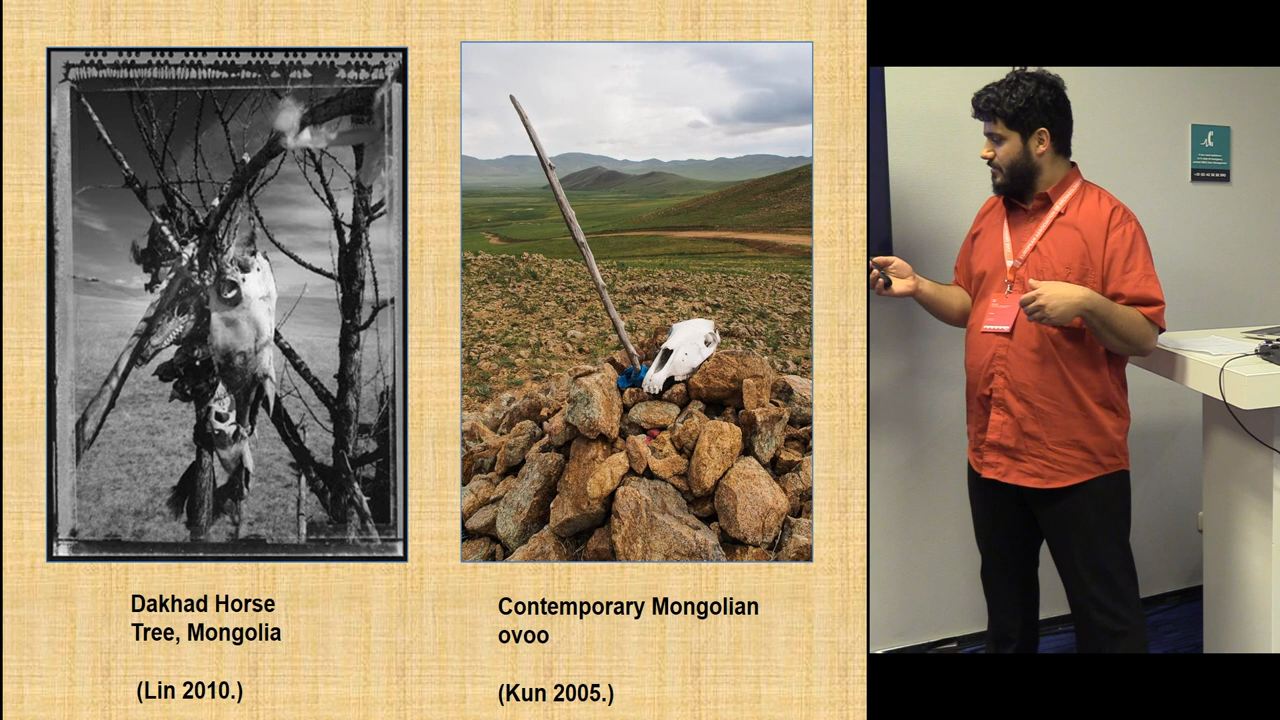 Dakhad Horse
Tree, Mongolia
(Lin 2010.)
Contemporary Mongolian
ovoo
(Kun 2005.)